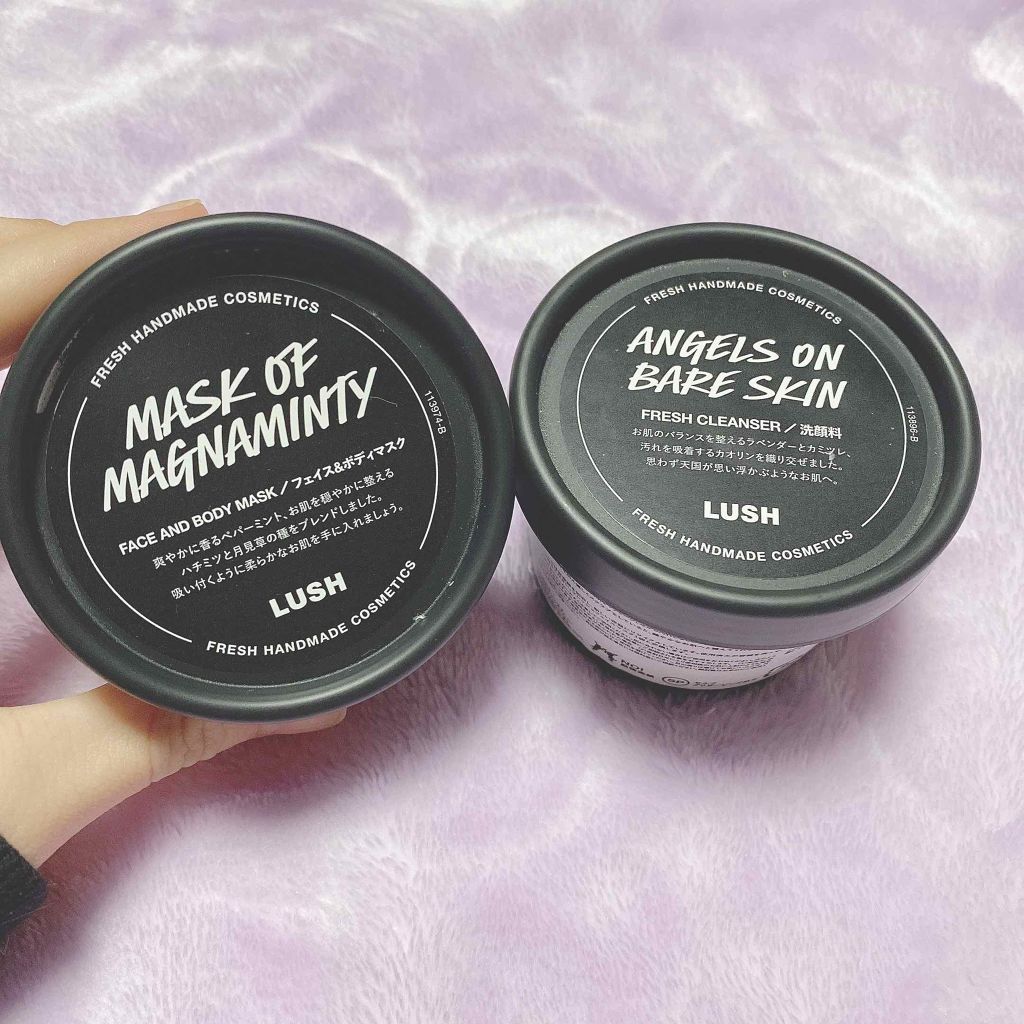 FRESH HANDMADE COSMETICS
MASK OF
MAGNAMINTY
113974-B
FACE AND BODY MASK / フェイス&ボディマスク
爽やかに香るペパーミント、お肌を穏やかに整える
ハチミツと月見草の種をブレンドしました。
吸い付くように柔らかなお肌を手に入れましょう。
LUSH
FRESH HANDMADE COSMETICS
FRESH HANDMADE COSMETICS
ANGELS ON
BARE SKIN
113896-B
FRESH CLEANSER / 洗顔料
お肌のバランスを整えるラベンダーとカミツレ、
汚れを吸着するカオリンを織り交ぜました。
思わず天国が思い浮かぶようなお肌へ。
LUSH
FRESH HANDMADE COSMETICS